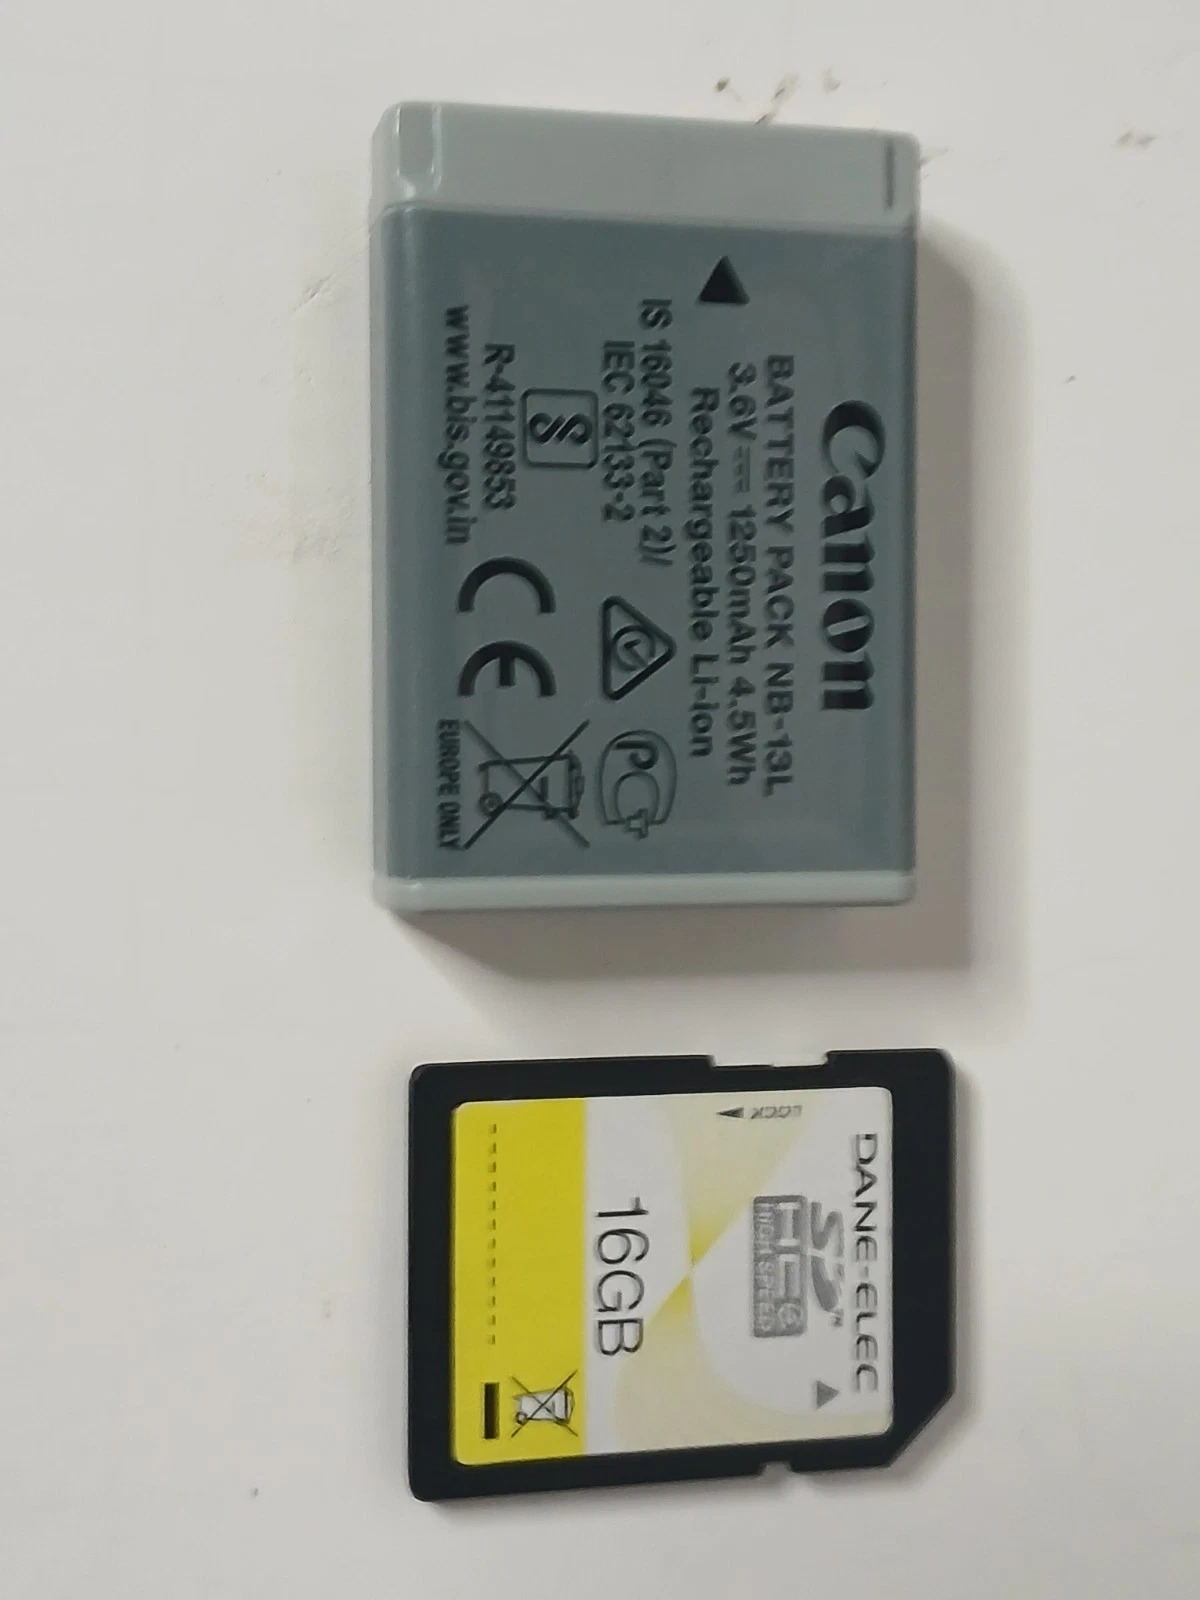 Canon
BATTERY PACK NB-13L
3.6V 1250mAh 4.5Wh
Rechargeable Li-ion
IS 16046 (Part 2)/
IEC 62133-2
R-41149853
www.bis.gov.in
CE
EUROPE ONLY
DANE-ELEC
SD
HC
HIGH SPEED
LOCK
16GB